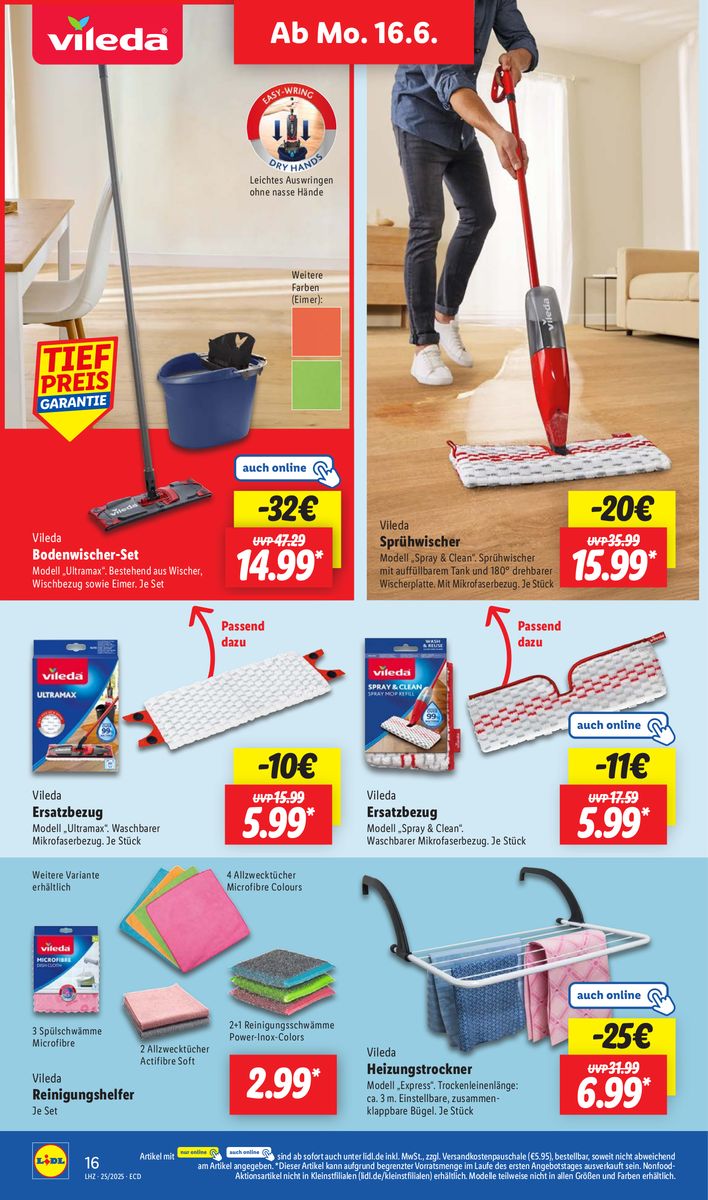 vileda
Ab Mo. 16.6.
EASY-WRING
DRY HANDS
Leichtes Auswringen
ohne nasse Hände
Weitere
Farben
(Eimer):
TIEF
PREIS
GARANTIE
auch online
Vileda
Bodenwischer-Set
Modell „Ultramax“. Bestehend aus Wischer,
Wischbezug sowie Eimer. Je Set
-32€
UVP 47.29
14.99*
vileda
Vileda
Sprühwischer
Modell „Spray & Clean“. Sprühwischer
mit auffüllbarem Tank und 180° drehbarer
Wischerplatte. Mit Mikrofaserbezug. Je Stück
-20€
UVP 35.99
15.99*
Passend
dazu
vileda
ULTRAMAX
99%
Vileda
Ersatzbezug
Modell „Ultramax“. Waschbarer
Mikrofaserbezug. Je Stück
-10€
UVP 15.99
5.99*
Passend
dazu
WASH
& REUSE
vileda
SPRAY & CLEAN
SPRAY MOP REFILL
99%
auch online
Vileda
Ersatzbezug
Modell „Spray & Clean“.
Waschbarer Mikrofaserbezug. Je Stück
-11€
UVP 17.59
5.99*
Weitere Variante
erhältlich
4 Allzwecktücher
Microfibre Colours
vileda
MICROFIBRE
DISH CLOTH
3 Spülschwämme
Microfibre
2 Allzwecktücher
Actifibre Soft
2+1 Reinigungsschwämme
Power-Inox-Colors
Vileda
Reinigungshelfer
Je Set
2.99*
auch online
Vileda
Heizungstrockner
Modell „Express“. Trockenleinenlänge:
ca. 3 m. Einstellbare, zusammen-
klappbare Bügel. Je Stück
-25€
UVP 31.99
6.99*
LIDL
16
LHZ · 25/2025 · ECD
Artikel mit nur online / auch online sind ab sofort auch unter lidl.de inkl. MwSt., zzgl. Versandkostenpauschale (€5.95), bestellbar, soweit nicht abweichend
am Artikel angegeben. *Dieser Artikel kann aufgrund begrenzter Vorratsmenge im Laufe des ersten Angebotstages ausverkauft sein. Nonfood-
Aktionsartikel nicht in Kleinstfilialen (lidl.de/kleinstfilialen) erhältlich. Modelle teilweise nicht in allen Größen und Farben erhältlich.